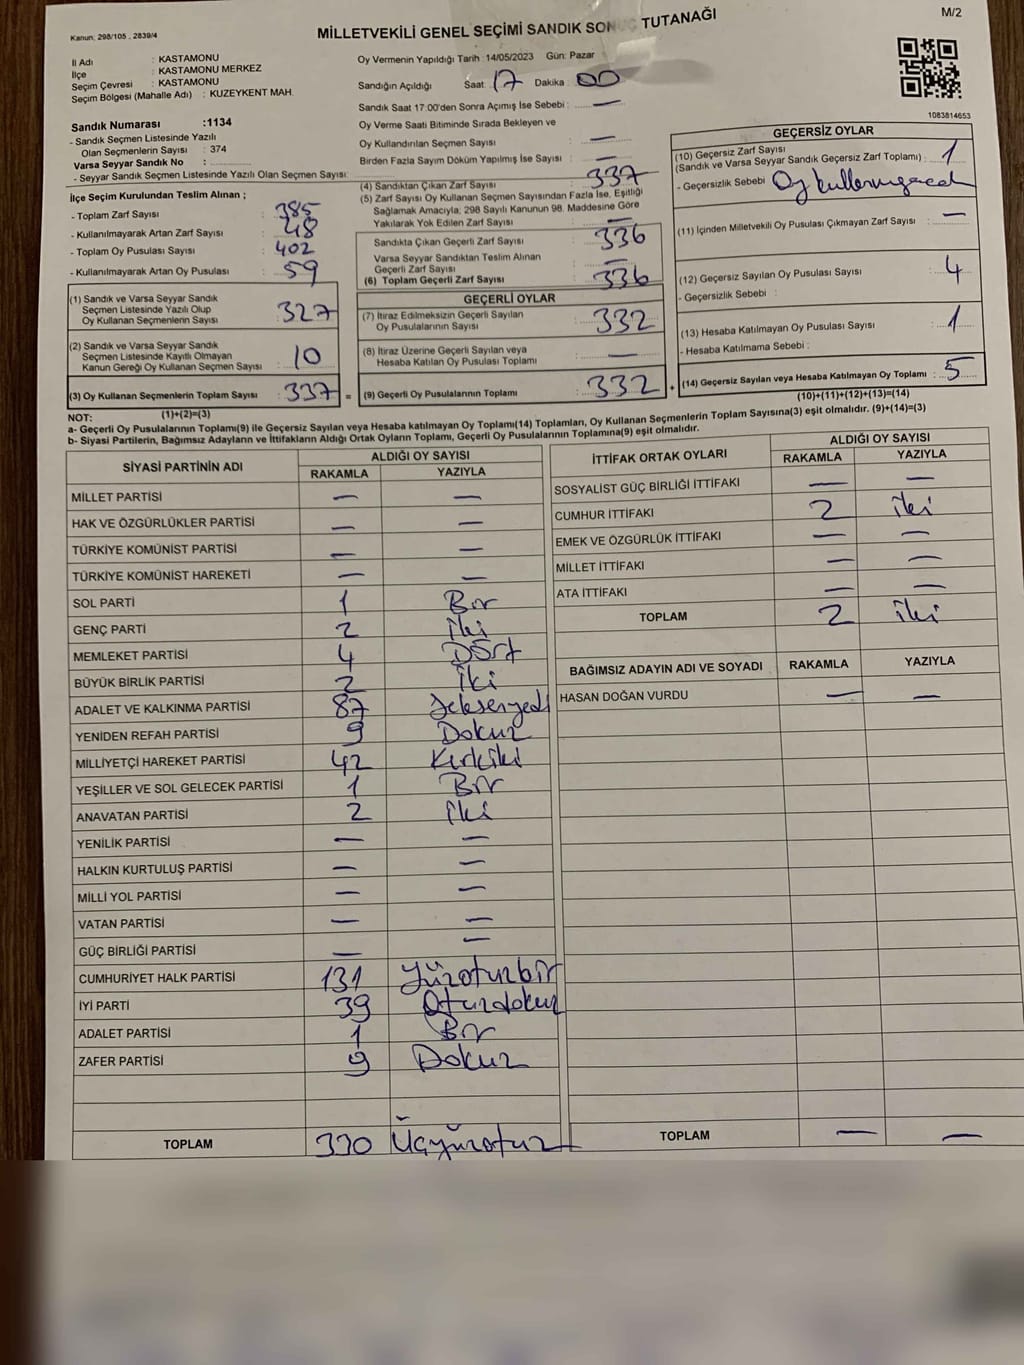 Kanun: 298/105 , 2839/4
MİLLETVEKİLİ GENEL SEÇİMİ SANDIK SONUÇ TUTANAĞI
M/2
İl Adı : KASTAMONU
İlçe : KASTAMONU MERKEZ
Seçim Çevresi : KASTAMONU
Seçim Bölgesi (Mahalle Adı) : KUZEYKENT MAH.
Sandık Numarası :1134
- Sandık Seçmen Listesinde Yazılı
Olan Seçmenlerin Sayısı : 374
Varsa Seyyar Sandık No :
- Seyyar Sandık Seçmen Listesinde Yazılı Olan Seçmen Sayısı:
Oy Vermenin Yapıldığı Tarih :14/05/2023 Gün: Pazar
Sandığın Açıldığı Saat : 17 Dakika : 00
Sandık Saat 17:00'den Sonra Açımış İse Sebebi : —
Oy Verme Saati Bitiminde Sırada Bekleyen ve
Oy Kullandırılan Seçmen Sayısı : —
Birden Fazla Sayım Döküm Yapılmış İse Sayısı : —
1083814653
İlçe Seçim Kurulundan Teslim Alınan ;
- Toplam Zarf Sayısı : 385
- Kullanılmayarak Artan Zarf Sayısı : 48
- Toplam Oy Pusulası Sayısı : 402
- Kullanılmayarak Artan Oy Pusulası : 59
(1) Sandık ve Varsa Seyyar Sandık
Seçmen Listesinde Yazılı Olup
Oy Kullanan Seçmenlerin Sayısı : 327
(2) Sandık ve Varsa Seyyar Sandık
Seçmen Listesinde Kayıtlı Olmayan
Kanun Gereği Oy Kullanan Seçmen Sayısı : 10
(3) Oy Kullanan Seçmenlerin Toplam Sayısı : 337 =
(1)+(2)=(3)
(4) Sandıktan Çıkan Zarf Sayısı : 337
(5) Zarf Sayısı Oy Kullanan Seçmen Sayısından Fazla İse, Eşitliği
Sağlamak Amacıyla; 298 Sayılı Kanunun 98. Maddesine Göre
Yakılarak Yok Edilen Zarf Sayısı : —
Sandıkta Çıkan Geçerli Zarf Sayısı : 336
Varsa Seyyar Sandıktan Teslim Alınan
Geçerli Zarf Sayısı : —
(6) Toplam Geçerli Zarf Sayısı : 336
GEÇERLİ OYLAR
(7) İtiraz Edilmeksizin Geçerli Sayılan
Oy Pusulalarının Sayısı : 332
(8) İtiraz Üzerine Geçerli Sayılan veya
Hesaba Katılan Oy Pusulası Toplamı : —
(9) Geçerli Oy Pusulalarının Toplamı : 332 +
GEÇERSİZ OYLAR
(10) Geçersiz Zarf Sayısı
(Sandık ve Varsa Seyyar Sandık Geçersiz Zarf Toplamı) : 1
- Geçersizlik Sebebi : Oy
(11) İçinden Milletvekili Oy Pusulası Çıkmayan Zarf Sayısı : —
(12) Geçersiz Sayılan Oy Pusulası Sayısı : 4
- Geçersizlik Sebebi :
(13) Hesaba Katılmayan Oy Pusulası Sayısı : 1
- Hesaba Katılmama Sebebi :
(14) Geçersiz Sayılan veya Hesaba Katılmayan Oy Toplamı : 5
(10)+(11)+(12)+(13)=(14)
NOT:
a- Geçerli Oy Pusulalarının Toplamı(9) ile Geçersiz Sayılan veya Hesaba katılmayan Oy Toplamı(14) Toplamları, Oy Kullanan Seçmenlerin Toplam Sayısına(3) eşit olmalıdır. (9)+(14)=(3)
b- Siyasi Partilerin, Bağımsız Adayların ve İttifakların Aldığı Ortak Oyların Toplamı, Geçerli Oy Pusulalarının Toplamına(9) eşit olmalıdır.
SİYASİ PARTİNİN ADI ALDIĞI OY SAYISI
RAKAMLA YAZIYLA
MİLLET PARTİSİ — —
HAK VE ÖZGÜRLÜKLER PARTİSİ — —
TÜRKİYE KOMÜNİST PARTİSİ — —
TÜRKİYE KOMÜNİST HAREKETİ — —
SOL PARTİ 1 Bir
GENÇ PARTİ 2 İki
MEMLEKET PARTİSİ 4 Dört
BÜYÜK BİRLİK PARTİSİ 2 İki
ADALET VE KALKINMA PARTİSİ 87 Seksenyedi
YENİDEN REFAH PARTİSİ 9 Dokuz
MİLLİYETÇİ HAREKET PARTİSİ 42 Kırkiki
YEŞİLLER VE SOL GELECEK PARTİSİ 1 Bir
ANAVATAN PARTİSİ 2 İki
YENİLİK PARTİSİ — —
HALKIN KURTULUŞ PARTİSİ — —
MİLLİ YOL PARTİSİ — —
VATAN PARTİSİ — —
GÜÇ BİRLİĞİ PARTİSİ — —
CUMHURİYET HALK PARTİSİ 131 Yüzotuzbir
İYİ PARTİ 39 Otuzdokuz
ADALET PARTİSİ 1 Bir
ZAFER PARTİSİ 9 Dokuz
TOPLAM 330 Üçyüzotuz
İTTİFAK ORTAK OYLARI ALDIĞI OY SAYISI
RAKAMLA YAZIYLA
SOSYALİST GÜÇ BİRLİĞİ İTTİFAKI — —
CUMHUR İTTİFAKI 2 İki
EMEK VE ÖZGÜRLÜK İTTİFAKI — —
MİLLET İTTİFAKI — —
ATA İTTİFAKI — —
TOPLAM 2 İki
BAĞIMSIZ ADAYIN ADI VE SOYADI RAKAMLA YAZIYLA
HASAN DOĞAN VURDU — —
TOPLAM — —